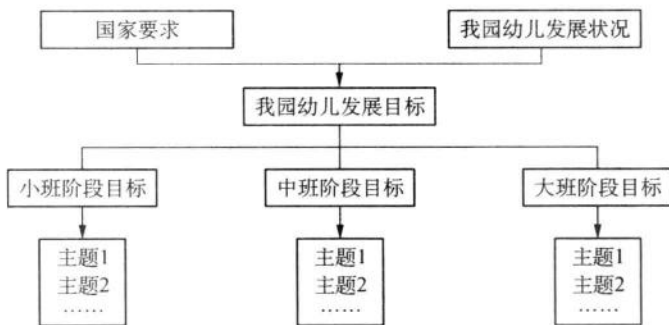 国家要求
我园幼儿发展状况
我园幼儿发展目标
小班阶段目标
中班阶段目标
大班阶段目标
主题1
主题2
……
主题1
主题2
……
主题1
主题2
……